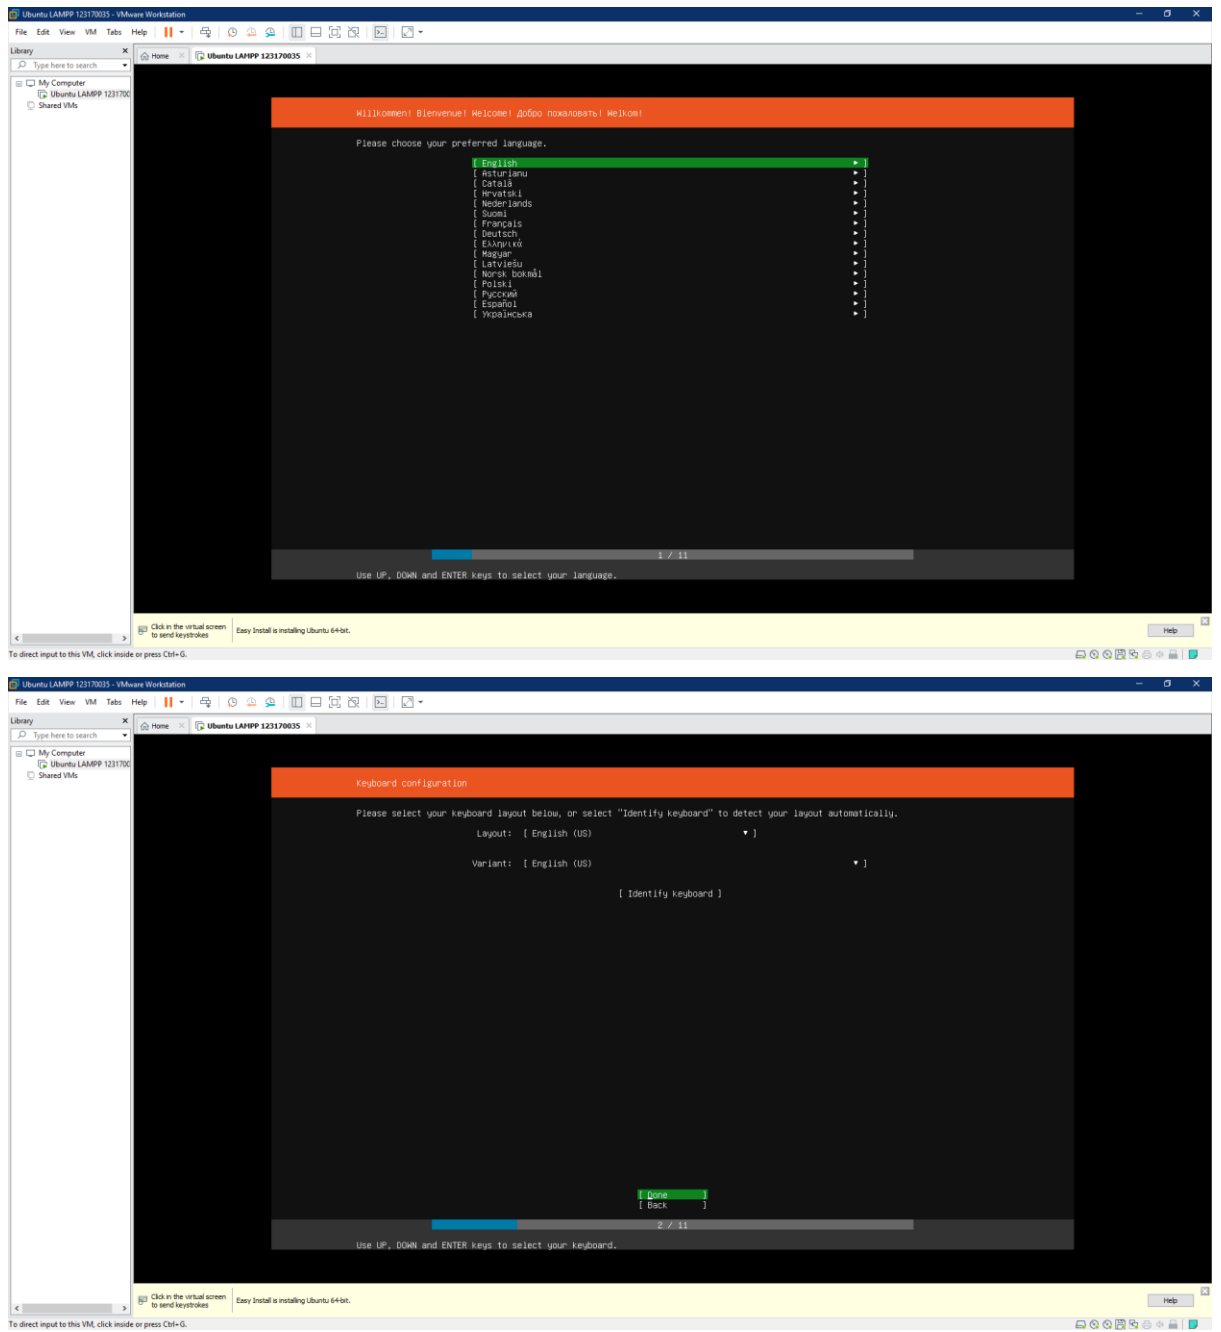 Ubuntu LAMPP 123170035 - VMware Workstation
File Edit View VM Tabs Help
Library
Home
Ubuntu LAMPP 123170035
Type here to search
My Computer
Ubuntu LAMPP 1231700
Shared VMs
Willkommen! Bienvenue! Welcome! Добро пожаловать! Welkom!
Please choose your preferred language.
[ English ► ]
[ Asturianu ► ]
[ Català ► ]
[ Hrvatski ► ]
[ Nederlands ► ]
[ Suomi ► ]
[ Français ► ]
[ Deutsch ► ]
[ Ελληνικά ► ]
[ Magyar ► ]
[ Latviešu ► ]
[ Norsk bokmål ► ]
[ Polski ► ]
[ Русский ► ]
[ Español ► ]
[ Українська ► ]
1 / 11
Use UP, DOWN and ENTER keys to select your language.
Click in the virtual screen
to send keystrokes
Easy Install is installing Ubuntu 64-bit.
Help
To direct input to this VM, click inside or press Ctrl+G.
Ubuntu LAMPP 123170035 - VMware Workstation
File Edit View VM Tabs Help
Library
Home
Ubuntu LAMPP 123170035
Type here to search
My Computer
Ubuntu LAMPP 1231700
Shared VMs
Keyboard configuration
Please select your keyboard layout below, or select "Identify keyboard" to detect your layout automatically.
Layout: [ English (US) ▼ ]
Variant: [ English (US) ▼ ]
[ Identify keyboard ]
[ Done ]
[ Back ]
2 / 11
Use UP, DOWN and ENTER keys to select your keyboard.
Click in the virtual screen
to send keystrokes
Easy Install is installing Ubuntu 64-bit.
Help
To direct input to this VM, click inside or press Ctrl+G.